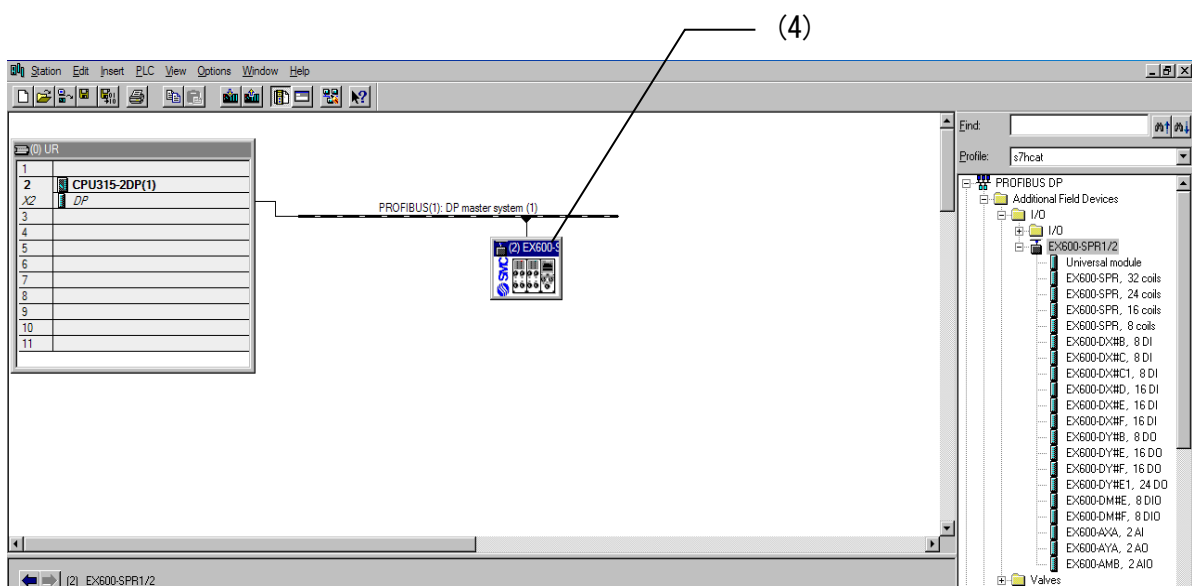 (4)
Station Edit Insert PLC View Options Window Help
Find:
Profile: s7hcat
(0) UR
1
2 CPU315-2DP(1)
X2 DP
3
4
5
6
7
8
9
10
11
PROFIBUS(1): DP master system (1)
(2) EX600-S
SMC
PROFIBUS DP
Additional Field Devices
I/O
I/O
EX600-SPR1/2
Universal module
EX600-SPR, 32 coils
EX600-SPR, 24 coils
EX600-SPR, 16 coils
EX600-SPR, 8 coils
EX600-DX#B, 8 DI
EX600-DX#C, 8 DI
EX600-DX#C1, 8 DI
EX600-DX#D, 16 DI
EX600-DX#E, 16 DI
EX600-DX#F, 16 DI
EX600-DY#B, 8 DO
EX600-DY#E, 16 DO
EX600-DY#F, 16 DO
EX600-DY#E1, 24 DO
EX600-DM#E, 8 DIO
EX600-DM#F, 8 DIO
EX600-AXA, 2 AI
EX600-AYA, 2 AO
EX600-AMB, 2 AIO
Valves
(2) EX600-SPR1/2